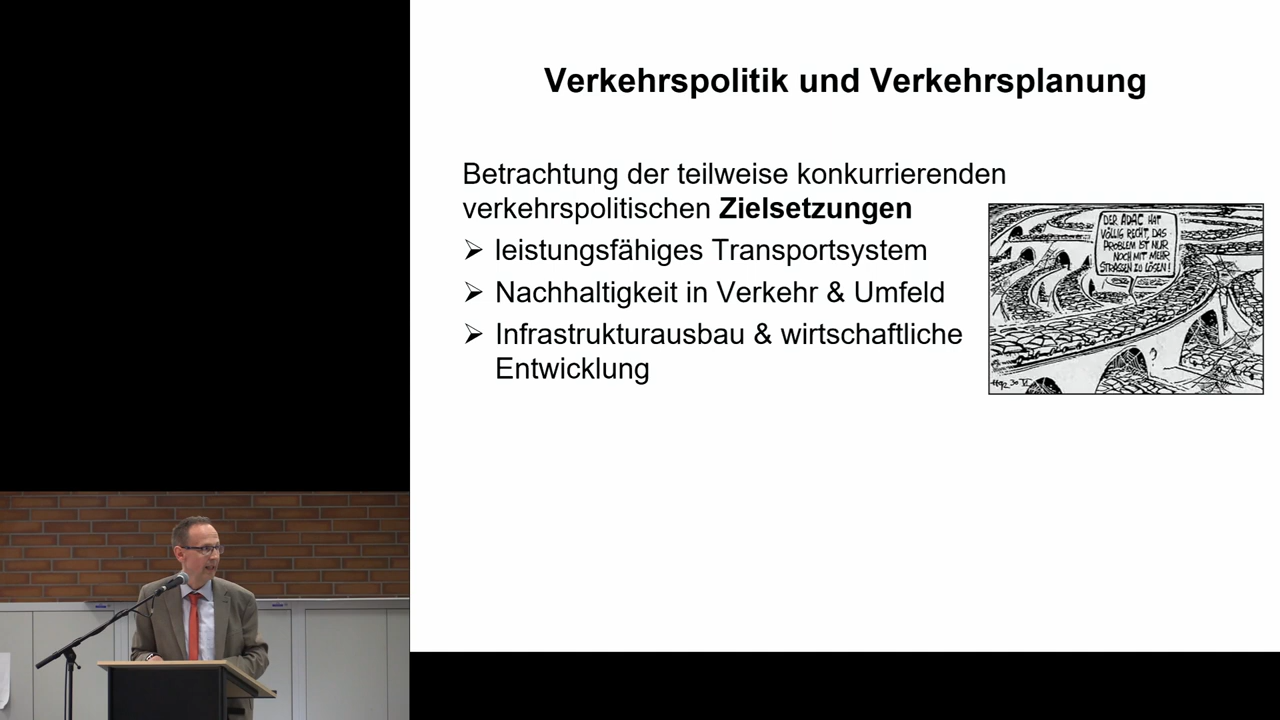 Verkehrspolitik und Verkehrsplanung
Betrachtung der teilweise konkurrierenden
verkehrspolitischen Zielsetzungen
➢ leistungsfähiges Transportsystem
➢ Nachhaltigkeit in Verkehr & Umfeld
➢ Infrastrukturausbau & wirtschaftliche
Entwicklung
DER ADAC HAT
VÖLLIG RECHT, DAS
PROBLEM IST NUR
NOCH MIT MEHR
STRASSEN ZU LÖSEN!